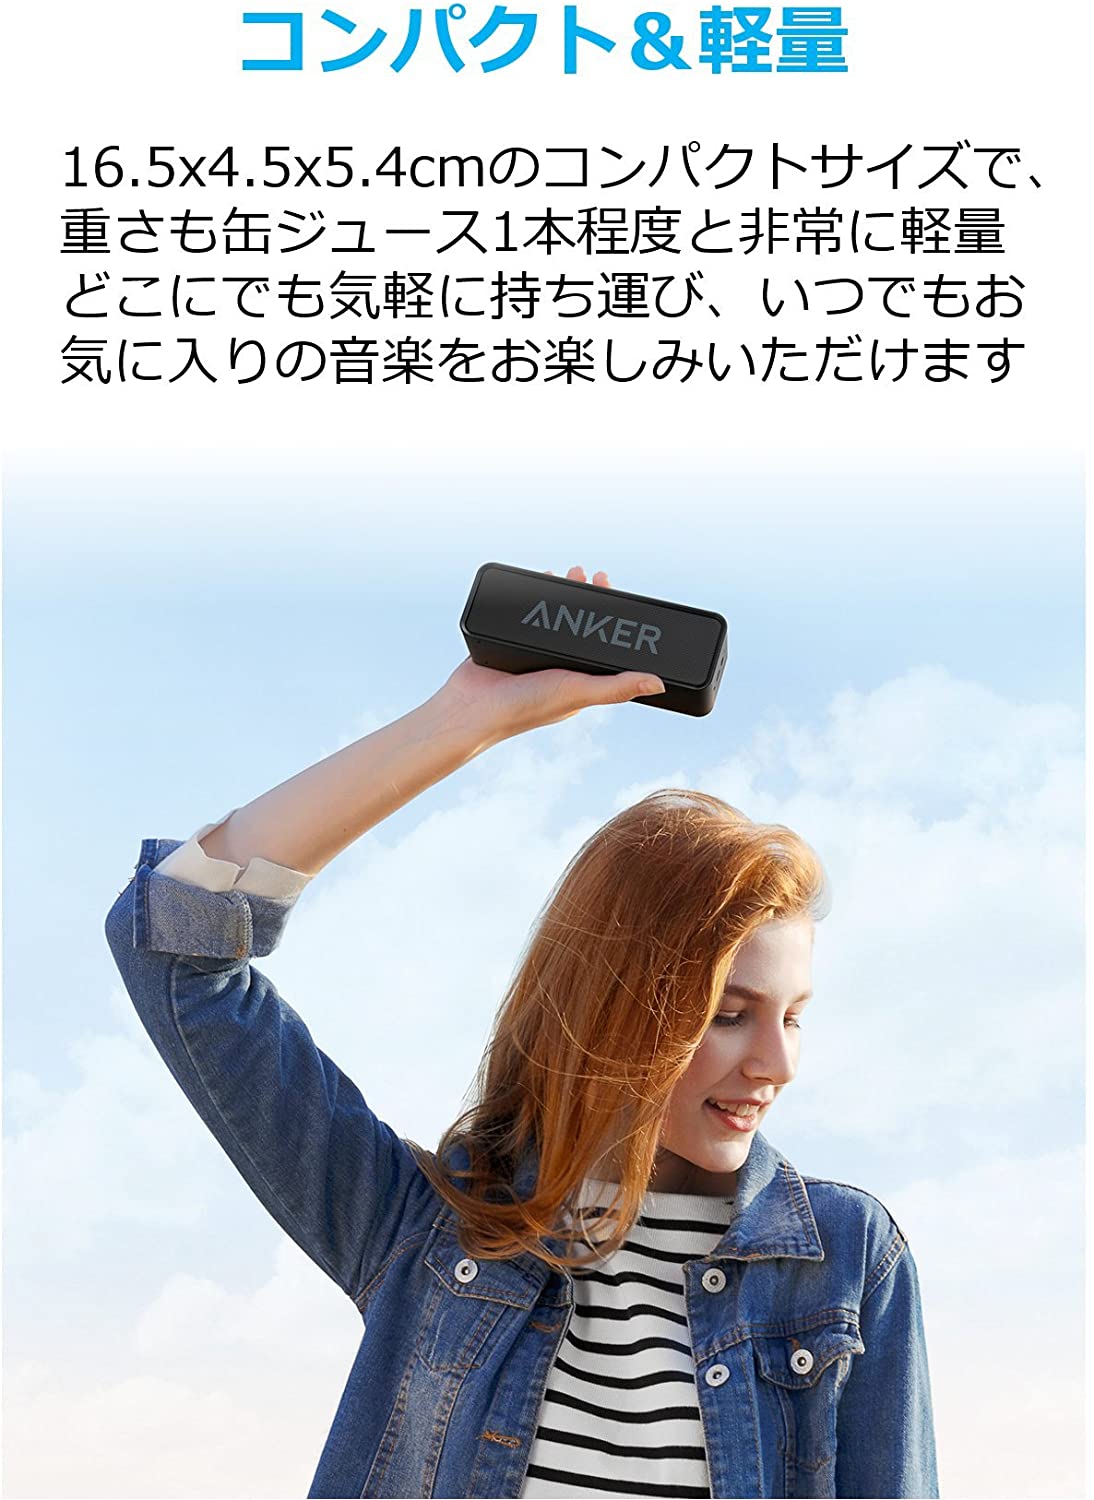 コンパクト＆軽量
16.5x4.5x5.4cmのコンパクトサイズで、
重さも缶ジュース1本程度と非常に軽量
どこにでも気軽に持ち運び、いつでもお
気に入りの音楽をお楽しみいただけます
ANKER